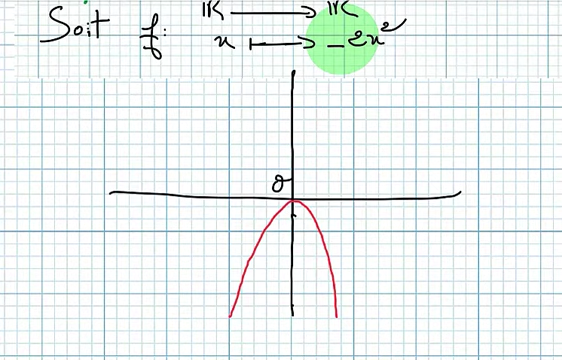 Soit f: ℝ → ℝ
x ↦ -2x²
0